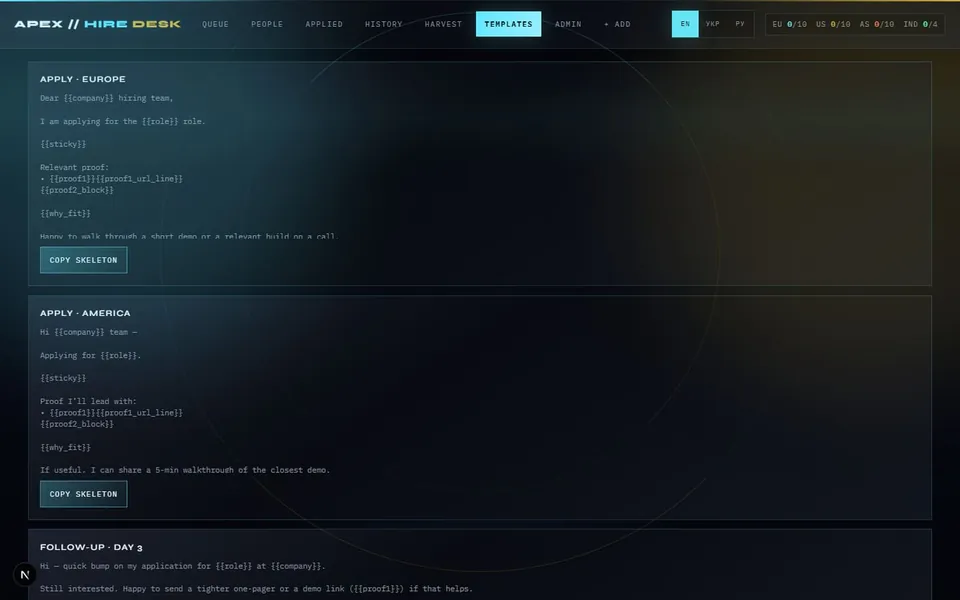 APEX // HIRE DESK
QUEUE PEOPLE APPLIED HISTORY HARVEST TEMPLATES ADMIN + ADD
EN УКР РУ
EU 0/10 US 0/10 AS 0/10 IND 0/4
APPLY · EUROPE
Dear {{company}} hiring team,
I am applying for the {{role}} role.
{{sticky}}
Relevant proof:
• {{proof1}}{{proof1_url_line}}
{{proof2_block}}
{{why_fit}}
Happy to walk through a short demo or a relevant build on a call.
COPY SKELETON
APPLY · AMERICA
Hi {{company}} team —
Applying for {{role}}.
{{sticky}}
Proof I'll lead with:
• {{proof1}}{{proof1_url_line}}
{{proof2_block}}
{{why_fit}}
If useful, I can share a 5-min walkthrough of the closest demo.
COPY SKELETON
FOLLOW-UP · DAY 3
Hi — quick bump on my application for {{role}} at {{company}}.
Still interested. Happy to send a tighter one-pager or a demo link ({{proof1}}) if that helps.
N